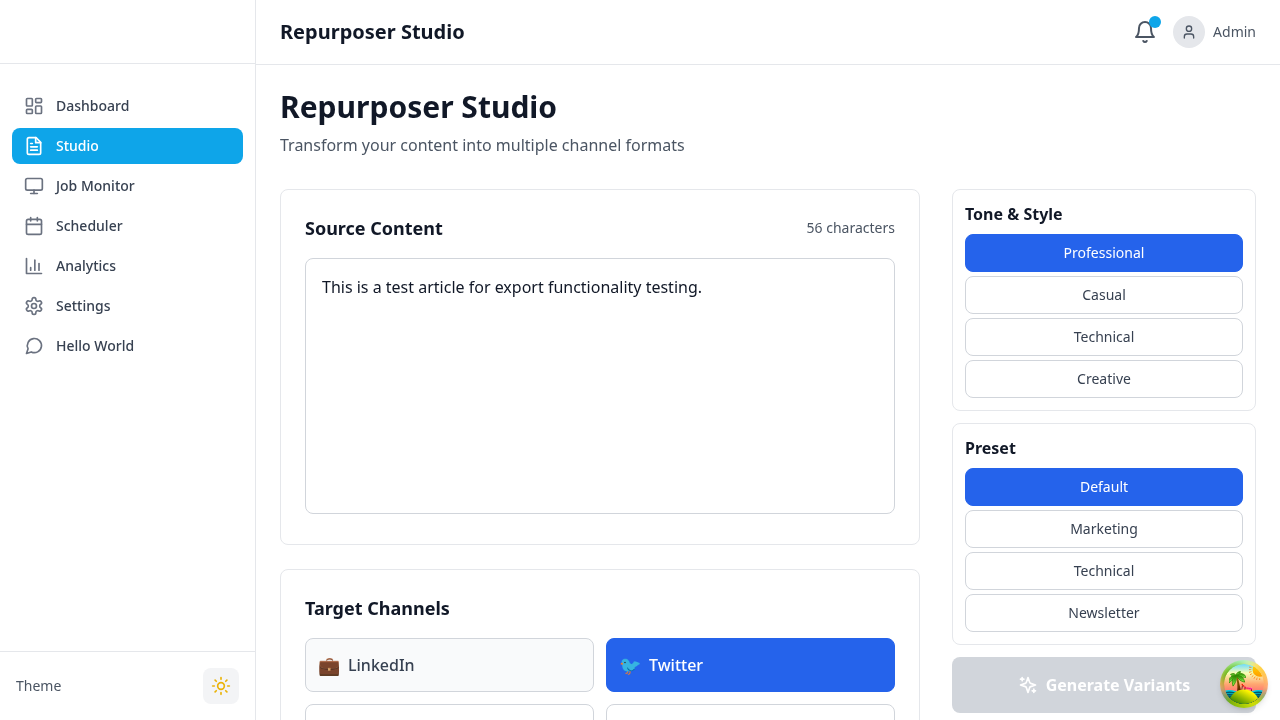 Repurposer Studio
Admin
Dashboard
Studio
Job Monitor
Scheduler
Analytics
Settings
Hello World
Theme
Repurposer Studio
Transform your content into multiple channel formats
Source Content
56 characters
This is a test article for export functionality testing.
Target Channels
LinkedIn
Twitter
Tone & Style
Professional
Casual
Technical
Creative
Preset
Default
Marketing
Technical
Newsletter
Generate Variants